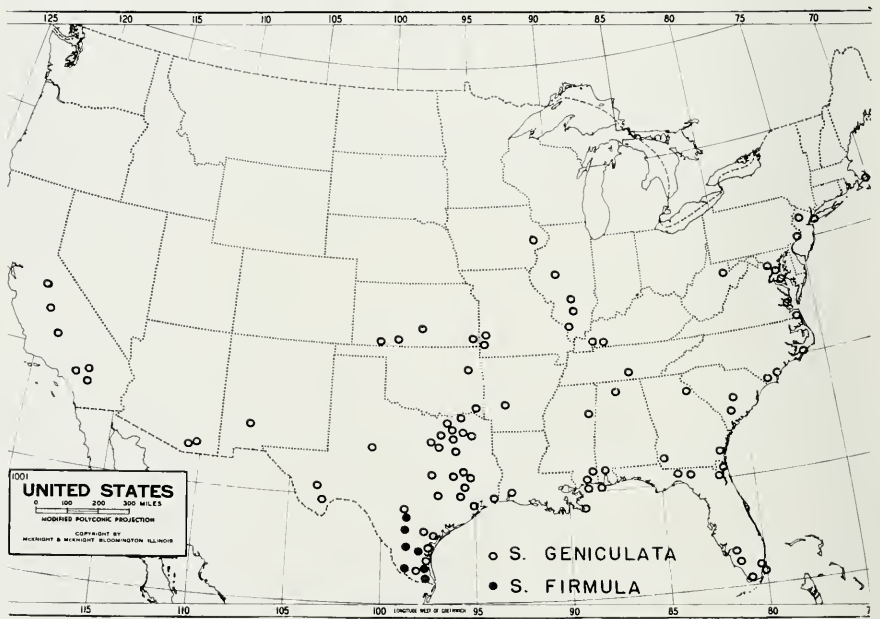 125 120 115 110 105 100 95 90 85 80 75 70
1001
UNITED STATES
0 100 200 300 MILES
MODIFIED POLYCONIC PROJECTION
COPYRIGHT BY
McKNIGHT & McKNIGHT BLOOMINGTON ILLINOIS
S. GENICULATA
S. FIRMULA
115 110 105 100 LONGITUDE WEST OF GREENWICH 95 90 85 80 7